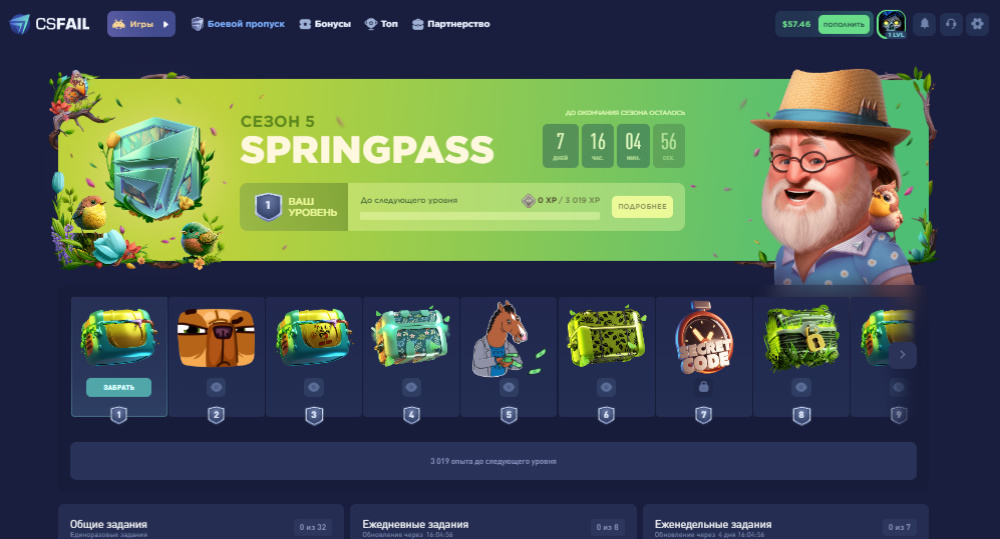 CSFAIL
Игры
Боевой пропуск
Бонусы
Топ
Партнерство
$57.46
ПОПОЛНИТЬ
1 LVL
СЕЗОН 5
SPRINGPASS
ДО ОКОНЧАНИЯ СЕЗОНА ОСТАЛОСЬ
7 16 04 56
ДНЕЙ ЧАС. МИН. СЕК.
1
ВАШ
УРОВЕНЬ
До следующего уровня
0 XP / 3 019 XP
ПОДРОБНЕЕ
SECRET
CODE
ЗАБРАТЬ
1 2 3 4 5 6 7 8 9
3 019 опыта до следующего уровня
Общие задания
Единоразовые задания
0 из 32
Ежедневные задания
Обновление через 16:04:56
0 из 8
Еженедельные задания
Обновление через 4 дня 16:04:56
0 из 7